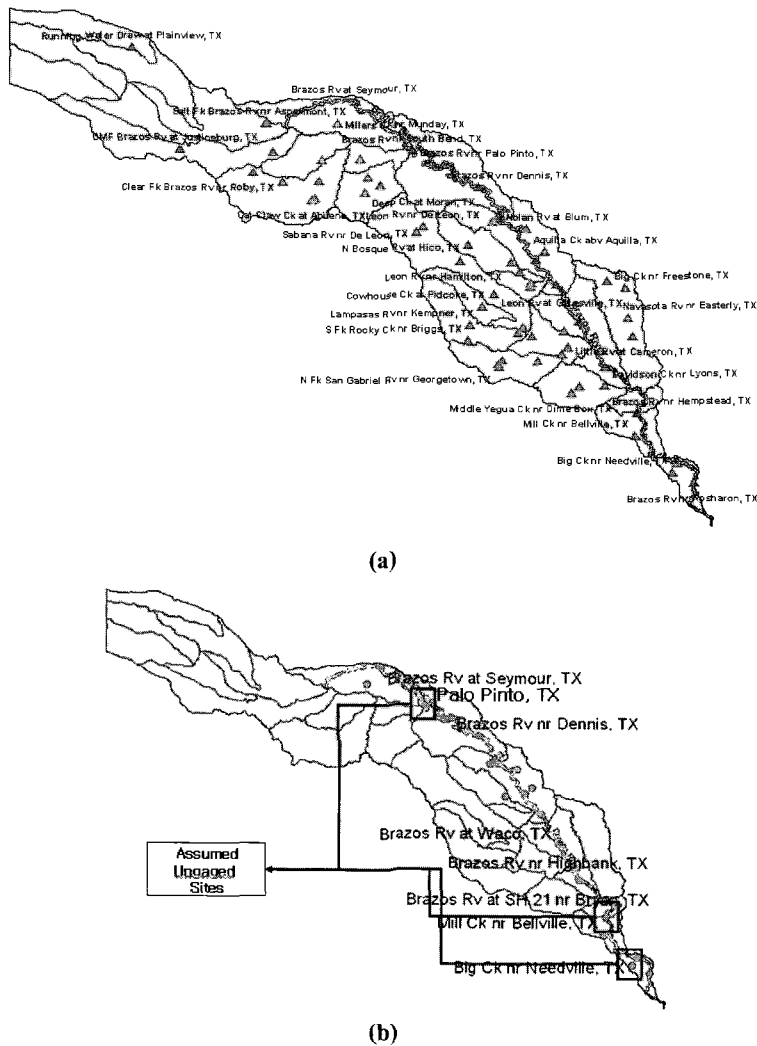 Running Water Draw at Plainview, TX
Brazos Rv at Seymour, TX
Salt Fk Brazos Rv nr Aspermont, TX
Millers Ck nr Munday, TX
DMF Brazos Rv at Justiceburg, TX
Brazos Rv nr South Bend, TX
Brazos Rv nr Palo Pinto, TX
Brazos Rv nr Dennis, TX
Clear Fk Brazos Rv nr Roby, TX
Deep Ck at Moran, TX
Cat Claw Ck at Abilene, TX
Leon Rv nr De Leon, TX
Nolan Rv at Blum, TX
Sabana Rv nr De Leon, TX
Aquilla Ck abv Aquilla, TX
N Bosque Rv at Hico, TX
Leon Rv nr Hamilton, TX
Big Ck nr Freestone, TX
Cowhouse Ck at Pidcoke, TX
Leon Rv at Gatesville, TX
Navasota Rv nr Easterly, TX
Lampasas Rv nr Kempner, TX
S Fk Rocky Ck nr Briggs, TX
Little Rv at Cameron, TX
Davidson Ck nr Lyons, TX
N Fk San Gabriel Rv nr Georgetown, TX
Brazos Rv nr Hempstead, TX
Middle Yegua Ck nr Dime Box, TX
Mill Ck nr Bellville, TX
Big Ck nr Needville, TX
Brazos Rv nr Rosharon, TX
(a)
Brazos Rv at Seymour, TX
Palo Pinto, TX
Brazos Rv nr Dennis, TX
Brazos Rv at Waco, TX
Assumed
Ungaged
Sites
Brazos Rv nr Highbank, TX
Brazos Rv at SH 21 nr Bryan, TX
Mill Ck nr Bellville, TX
Big Ck nr Needville, TX
(b)